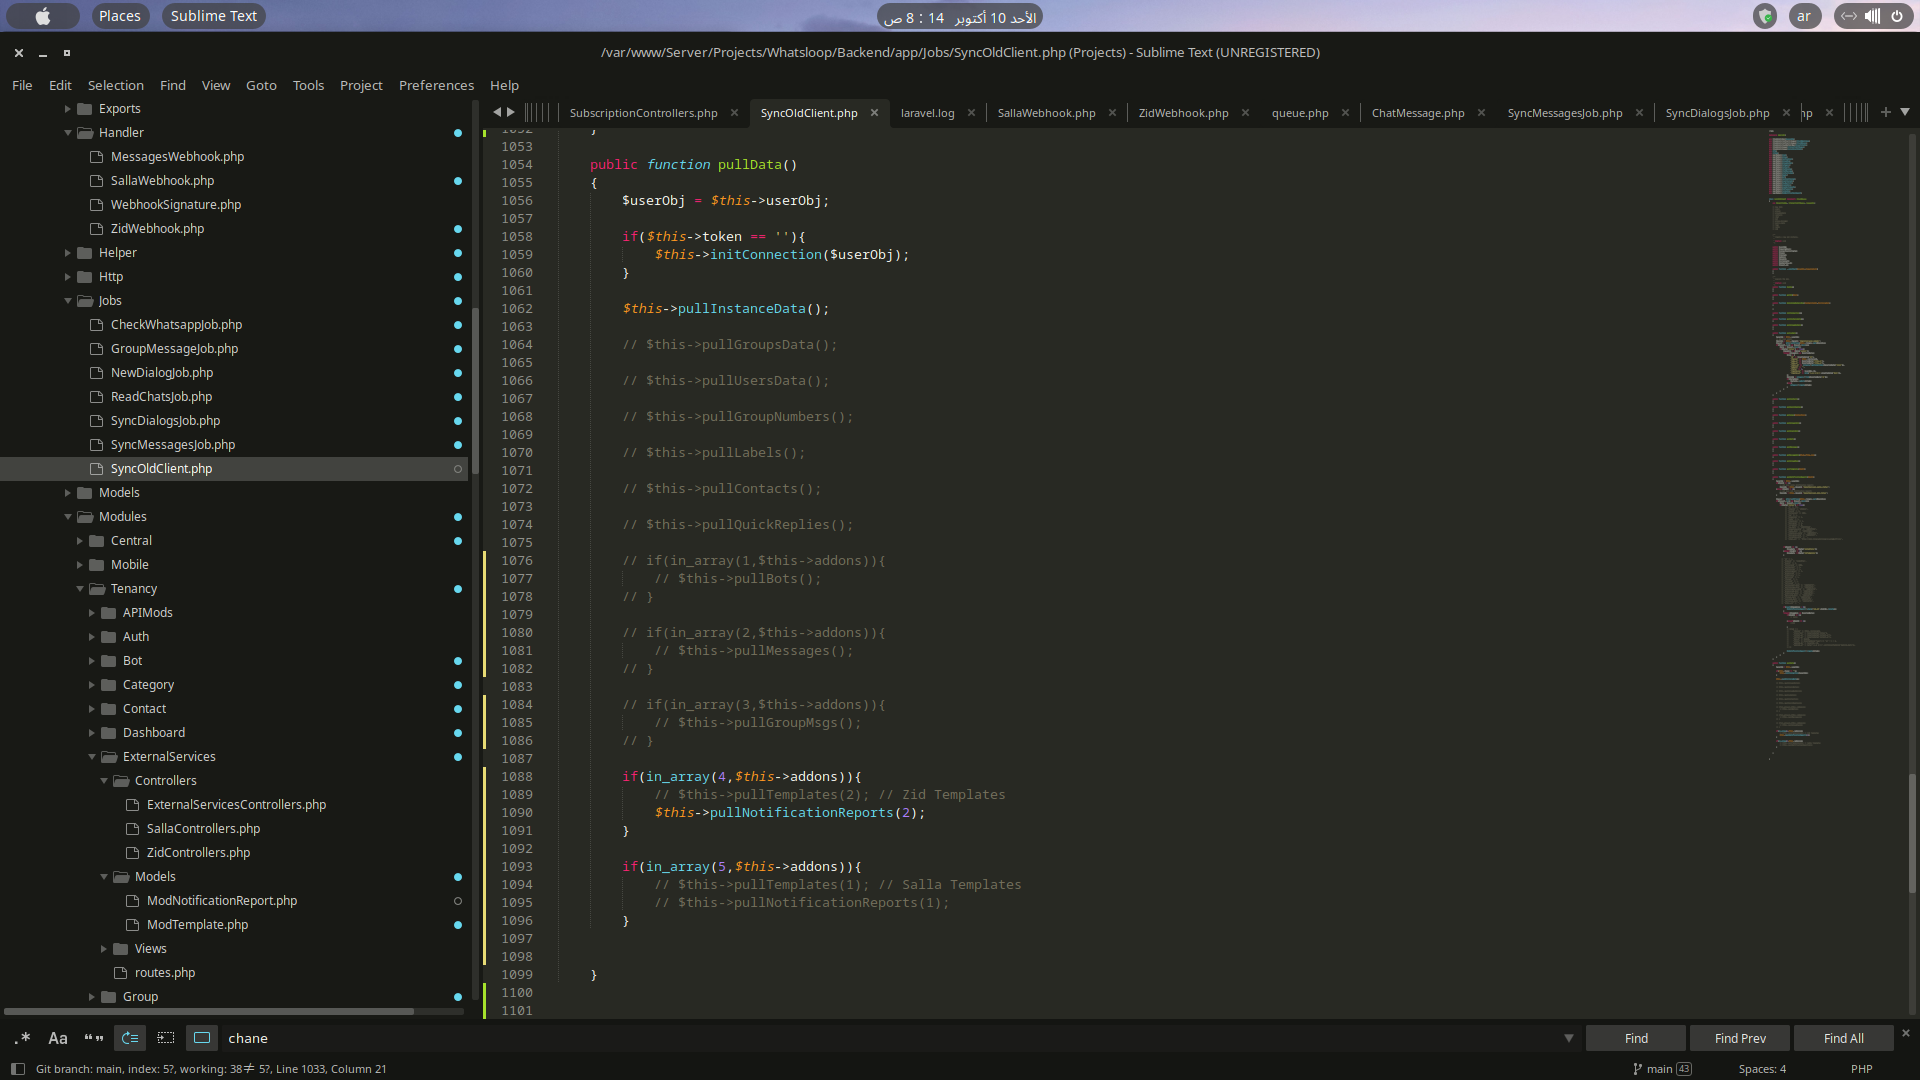 Places
Sublime Text
الأحد 10 أكتوبر  14 : 8 ص
ar
/var/www/Server/Projects/Whatsloop/Backend/app/Jobs/SyncOldClient.php (Projects) - Sublime Text (UNREGISTERED)
File Edit Selection Find View Goto Tools Project Preferences Help
Exports
Handler
MessagesWebhook.php
SallaWebhook.php
WebhookSignature.php
ZidWebhook.php
Helper
Http
Jobs
CheckWhatsappJob.php
GroupMessageJob.php
NewDialogJob.php
ReadChatsJob.php
SyncDialogsJob.php
SyncMessagesJob.php
SyncOldClient.php
Models
Modules
Central
Mobile
Tenancy
APIMods
Auth
Bot
Category
Contact
Dashboard
ExternalServices
Controllers
ExternalServicesControllers.php
SallaControllers.php
ZidControllers.php
Models
ModNotificationReport.php
ModTemplate.php
Views
routes.php
Group
SubscriptionControllers.php SyncOldClient.php laravel.log SallaWebhook.php ZidWebhook.php queue.php ChatMessage.php SyncMessagesJob.php SyncDialogsJob.php hp
1052 }
1053
1054 public function pullData()
1055 {
1056 $userObj = $this->userObj;
1057
1058 if($this->token == ''){
1059 $this->initConnection($userObj);
1060 }
1061
1062 $this->pullInstanceData();
1063
1064 // $this->pullGroupsData();
1065
1066 // $this->pullUsersData();
1067
1068 // $this->pullGroupNumbers();
1069
1070 // $this->pullLabels();
1071
1072 // $this->pullContacts();
1073
1074 // $this->pullQuickReplies();
1075
1076 // if(in_array(1,$this->addons)){
1077 // $this->pullBots();
1078 // }
1079
1080 // if(in_array(2,$this->addons)){
1081 // $this->pullMessages();
1082 // }
1083
1084 // if(in_array(3,$this->addons)){
1085 // $this->pullGroupMsgs();
1086 // }
1087
1088 if(in_array(4,$this->addons)){
1089 // $this->pullTemplates(2); // Zid Templates
1090 $this->pullNotificationReports(2);
1091 }
1092
1093 if(in_array(5,$this->addons)){
1094 // $this->pullTemplates(1); // Salla Templates
1095 // $this->pullNotificationReports(1);
1096 }
1097
1098
1099 }
1100
1101
.* Aa “” chane Find Find Prev Find All
Git branch: main, index: 5?, working: 38≠ 5?, Line 1033, Column 21 main 43 Spaces: 4 PHP